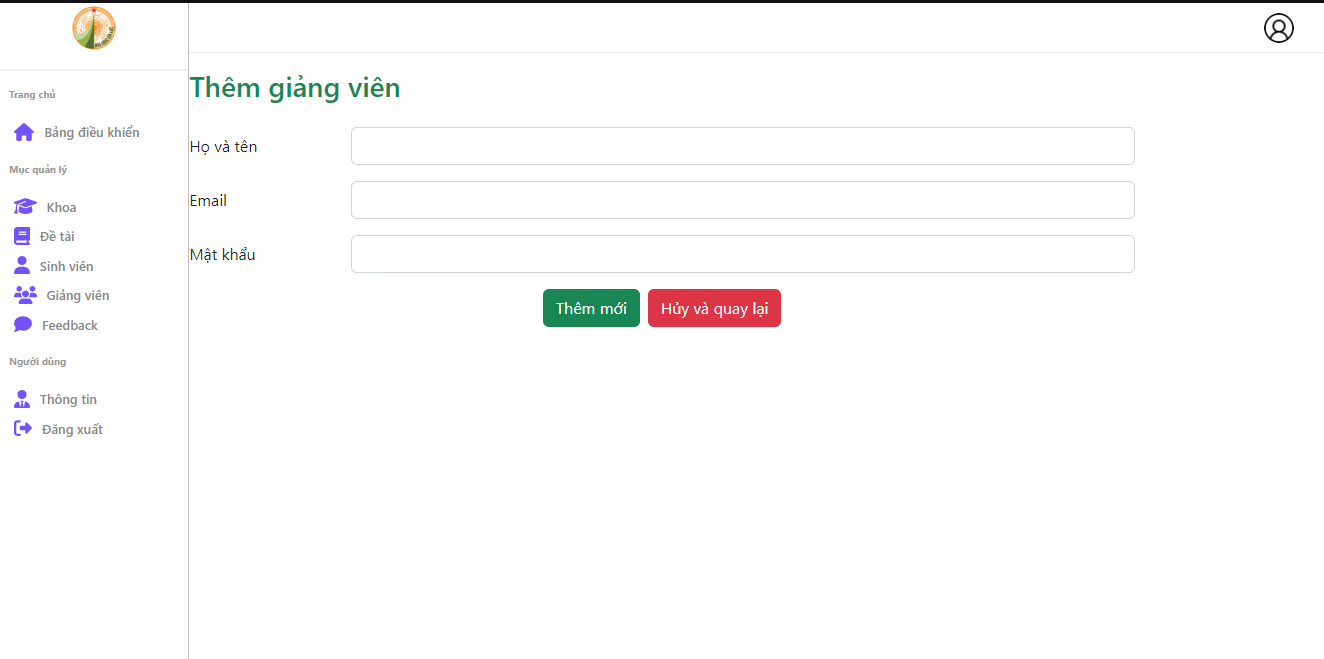 Trang chủ
Bảng điều khiển
Mục quản lý
Khoa
Đề tài
Sinh viên
Giảng viên
Feedback
Người dùng
Thông tin
Đăng xuất
Thêm giảng viên
Họ và tên
Email
Mật khẩu
Thêm mới
Hủy và quay lại